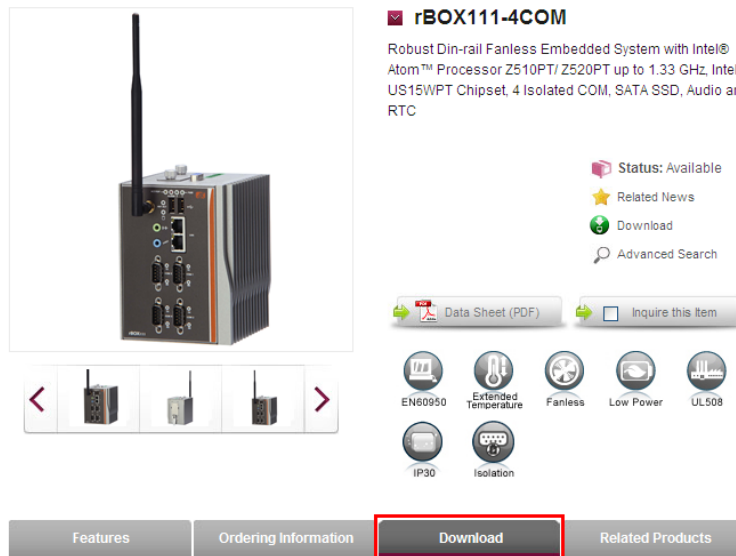 rBOX111-4COM
Robust Din-rail Fanless Embedded System with Intel®
Atom™ Processor Z510PT/ Z520PT up to 1.33 GHz, Intel
US15WPT Chipset, 4 Isolated COM, SATA SSD, Audio
RTC
Status: Available
Related News
Download
Advanced Search
Data Sheet (PDF)
Inquire this Item
EN60950
Extended
Temperature
Fanless
Low Power
UL508
IP30
Isolation
Features
Ordering Information
Download
Related Products